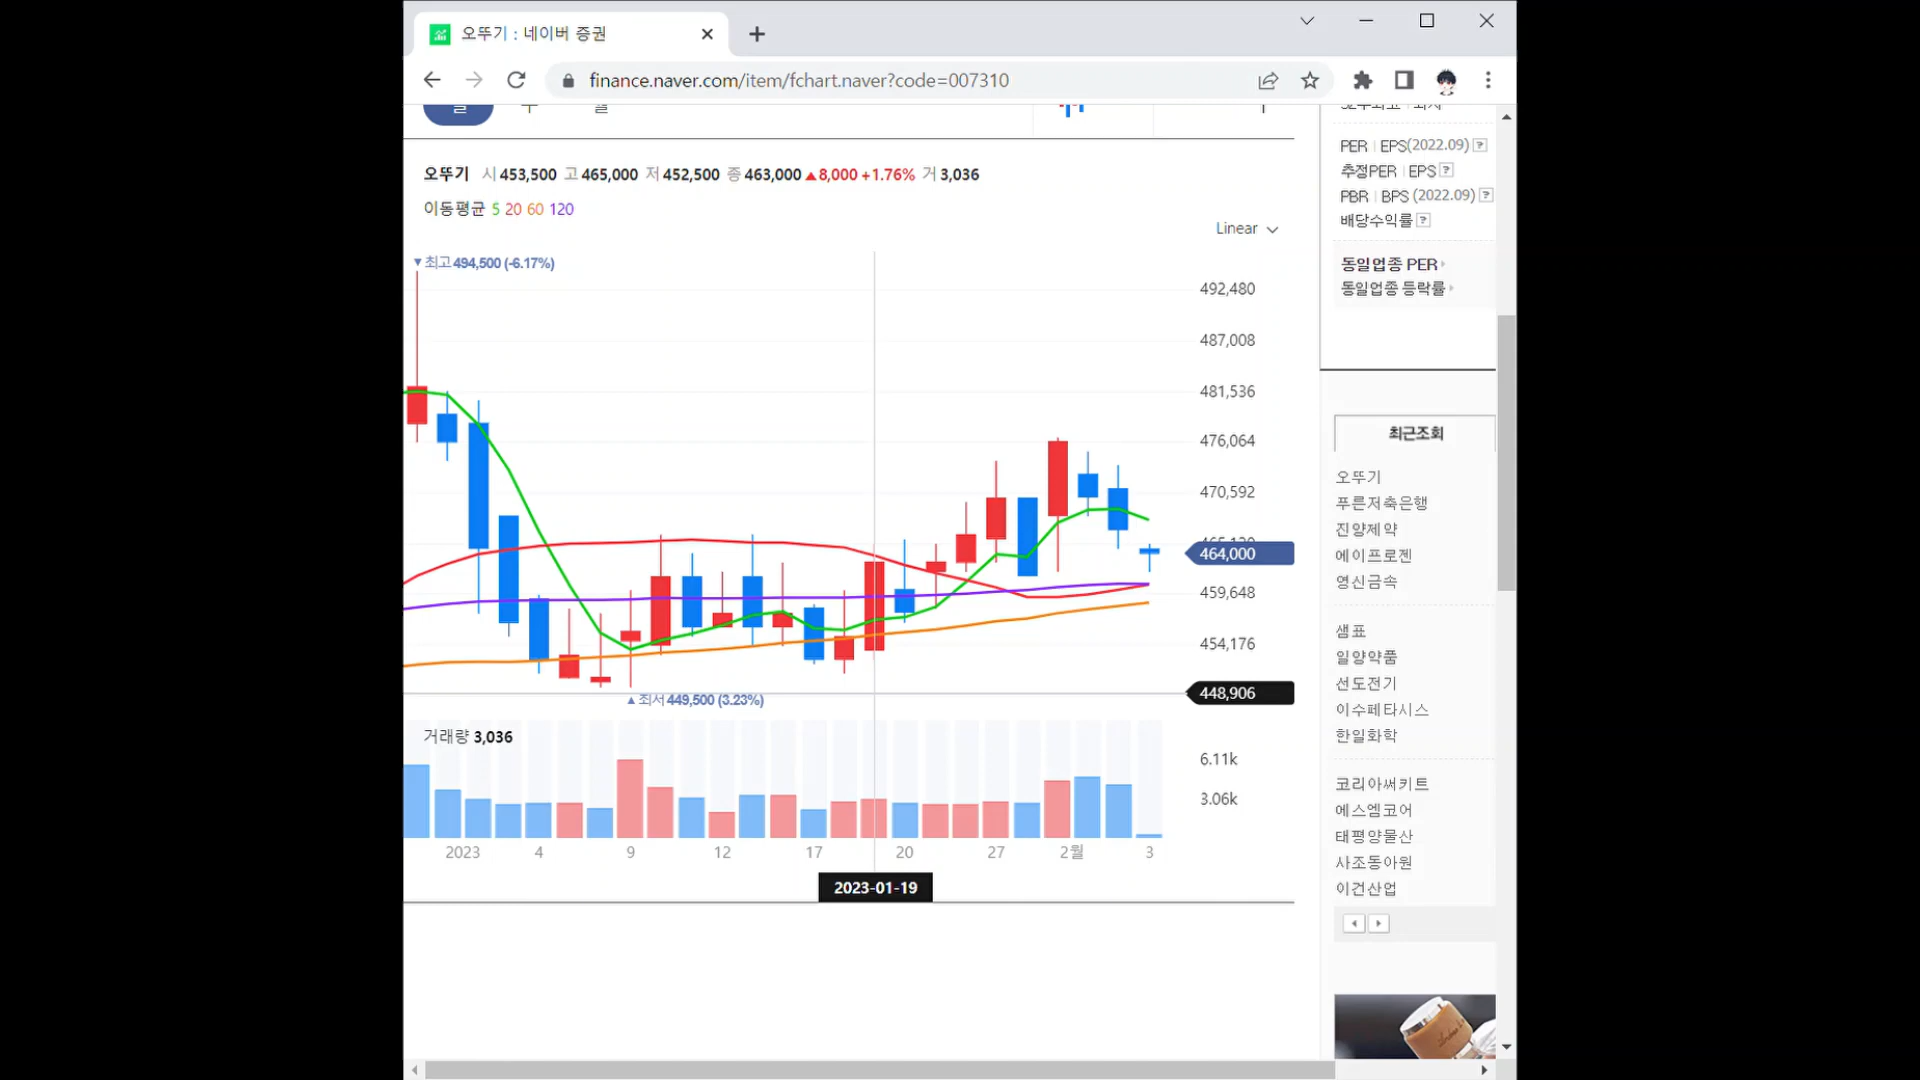 오뚜기 : 네이버 증권
finance.naver.com/item/fchart.naver?code=007310
오뚜기 시 453,500 고 465,000 저 452,500 종 463,000 ▲8,000 +1.76% 거 3,036
이동평균 5 20 60 120
Linear
▼최고 494,500 (-6.17%)
492,480
487,008
481,536
476,064
470,592
464,000
459,648
454,176
448,906
▲최저 449,500 (3.23%)
거래량 3,036
6.11k
3.06k
2023 4 9 12 17 20 27 2월 3
2023-01-19
PER | EPS(2022.09) ?
추정PER | EPS ?
PBR | BPS (2022.09) ?
배당수익률 ?
동일업종 PER
동일업종 등락률
최근조회
오뚜기
푸른저축은행
진양제약
에이프로젠
영신금속
샘표
일양약품
선도전기
이수페타시스
한일화학
코리아써키트
에스엠코어
태평양물산
사조동아원
이건산업